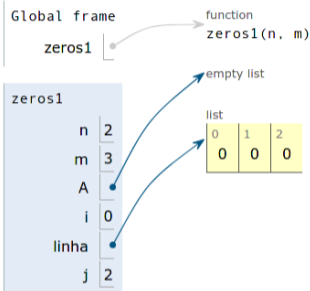 Global frame
zeros1
function
zeros1(n, m)
empty list
zeros1
n 2
m 3
A
i 0
linha
j 2
list
0 1 2
0 0 0